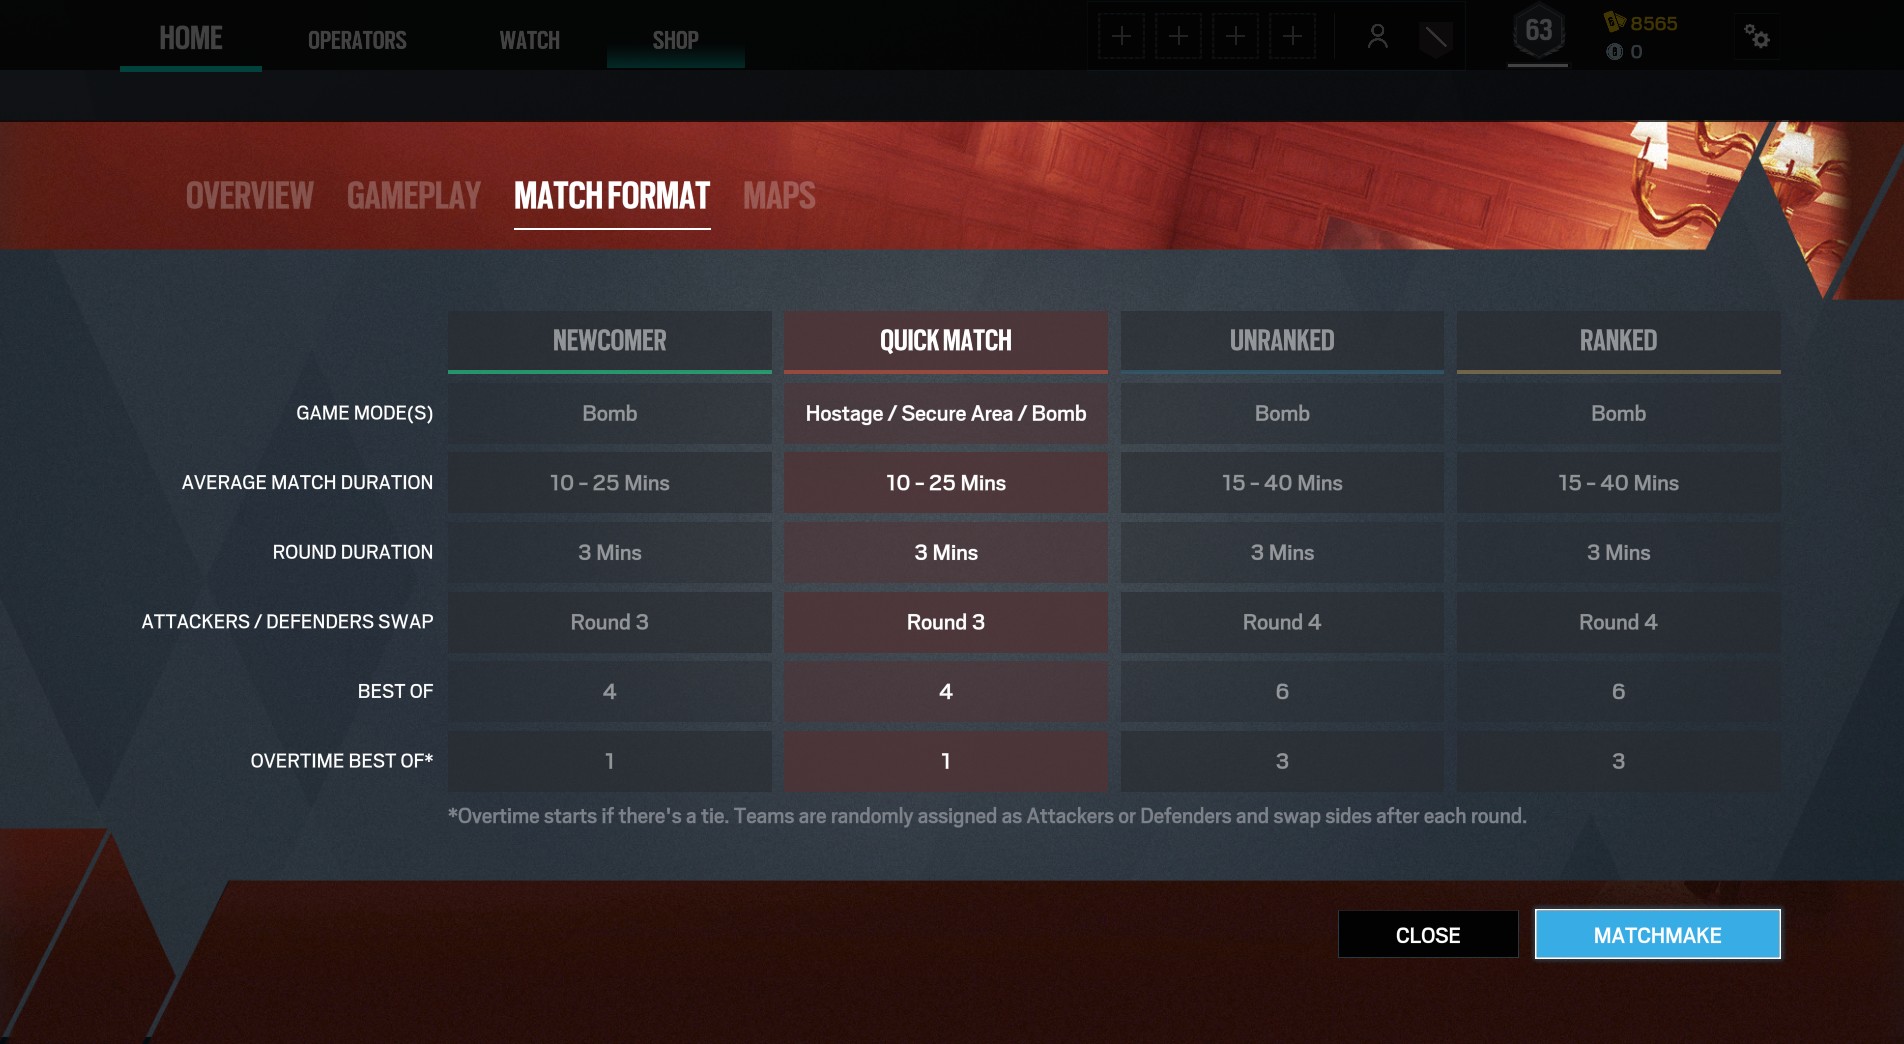 HOME OPERATORS WATCH SHOP 63 8565
0
OVERVIEW GAMEPLAY MATCH FORMAT MAPS
NEWCOMER QUICK MATCH UNRANKED RANKED
GAME MODE(S) Bomb Hostage / Secure Area / Bomb Bomb Bomb
AVERAGE MATCH DURATION 10 – 25 Mins 10 – 25 Mins 15 – 40 Mins 15 – 40 Mins
ROUND DURATION 3 Mins 3 Mins 3 Mins 3 Mins
ATTACKERS / DEFENDERS SWAP Round 3 Round 3 Round 4 Round 4
BEST OF 4 4 6 6
OVERTIME BEST OF* 1 1 3 3
*Overtime starts if there's a tie. Teams are randomly assigned as Attackers or Defenders and swap sides after each round.
CLOSE MATCHMAKE